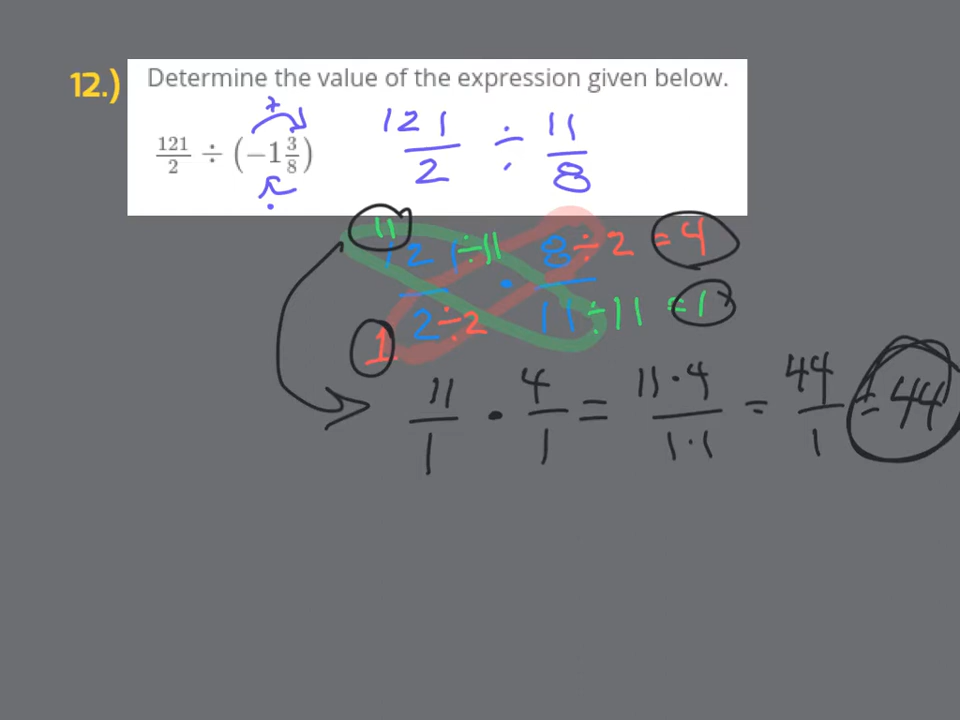 12.) Determine the value of the expression given below.
121/2 ÷ (−1 3/8) 121/2 ÷ 11/8
+
÷
11
121 ÷11 8 ÷2 = 4
·
2 ÷2 11 ÷11 = 1
1
11/1 · 4/1 = 11·4/1·1 = 44/1 = 44